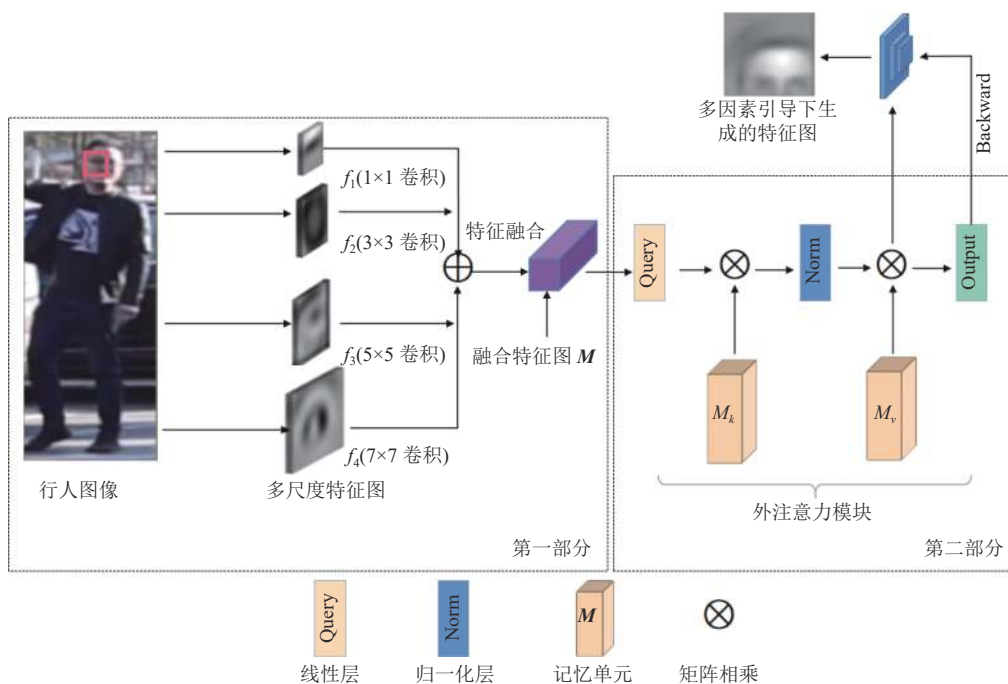 多因素引导下生
成的特征图
Backward
f₁(1×1 卷积)
f₂(3×3 卷积)
特征融合
f₃(5×5 卷积)
融合特征图 M
f₄(7×7 卷积)
行人图像
多尺度特征图
第一部分
Query
Norm
Output
Mₖ
Mᵥ
外注意力模块
第二部分
Query
Norm
M
线性层
归一化层
记忆单元
矩阵相乘